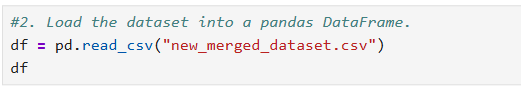 #2. Load the dataset into a pandas DataFrame.
df = pd.read_csv("new_merged_dataset.csv")
df